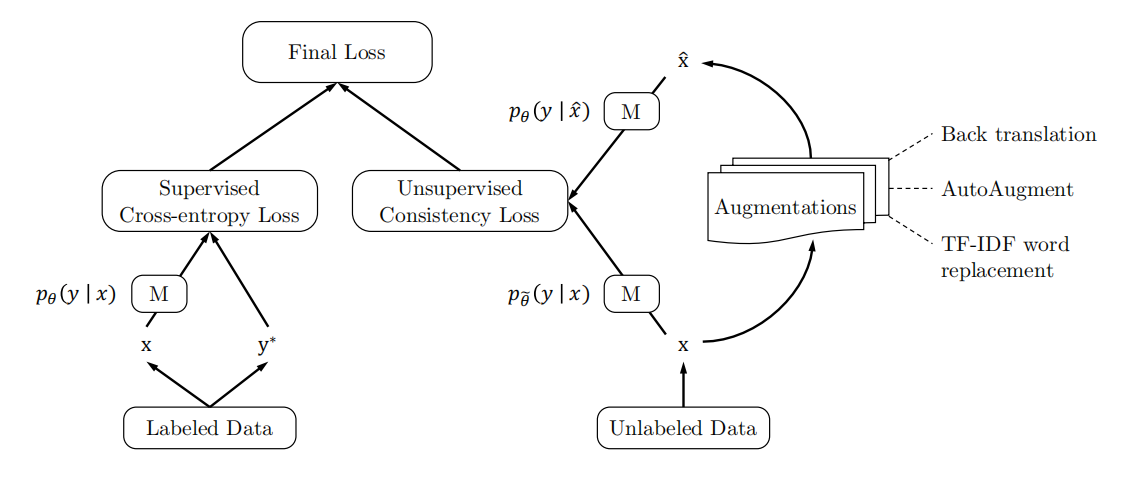 Final Loss
x̂
p_θ(y | x̂)
M
Back translation
AutoAugment
TF-IDF word
replacement
Augmentations
Supervised
Cross-entropy Loss
Unsupervised
Consistency Loss
p_θ(y | x)
M
p_θ̃(y | x)
M
x
y*
x
Labeled Data
Unlabeled Data